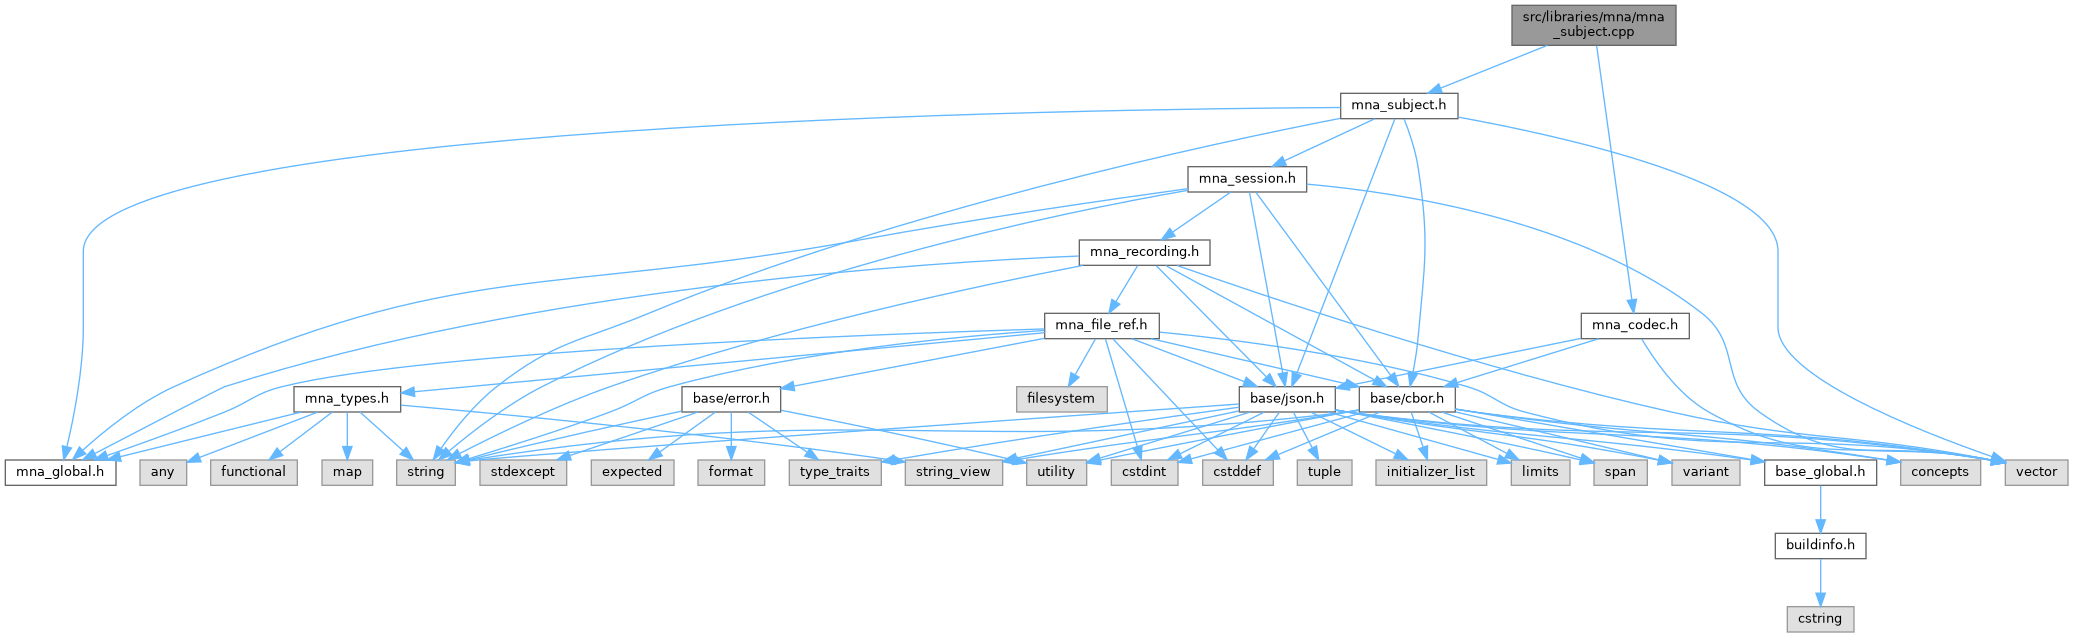 src/libraries/mna/mna
_subject.cpp
mna_subject.h
mna_session.h
mna_recording.h
mna_file_ref.h
mna_codec.h
mna_types.h
base/error.h
filesystem
base/json.h
base/cbor.h
mna_global.h
any
functional
map
string
stdexcept
expected
format
type_traits
string_view
utility
cstdint
cstddef
tuple
initializer_list
limits
span
variant
base_global.h
concepts
vector
buildinfo.h
cstring